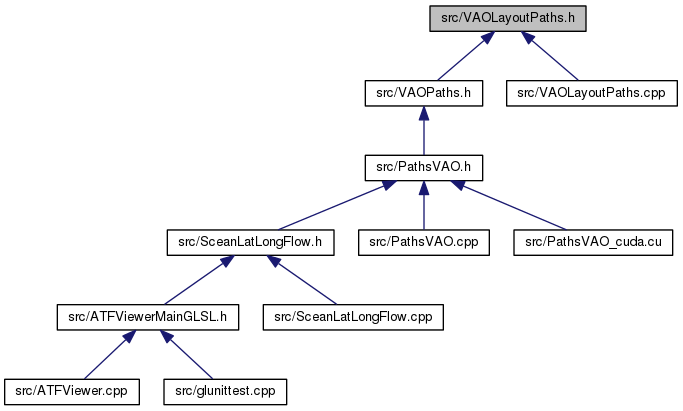 src/VAOLayoutPaths.h
src/VAOPaths.h
src/VAOLayoutPaths.cpp
src/PathsVAO.h
src/SceanLatLongFlow.h
src/PathsVAO.cpp
src/PathsVAO_cuda.cu
src/ATFViewerMainGLSL.h
src/SceanLatLongFlow.cpp
src/ATFViewer.cpp
src/glunittest.cpp